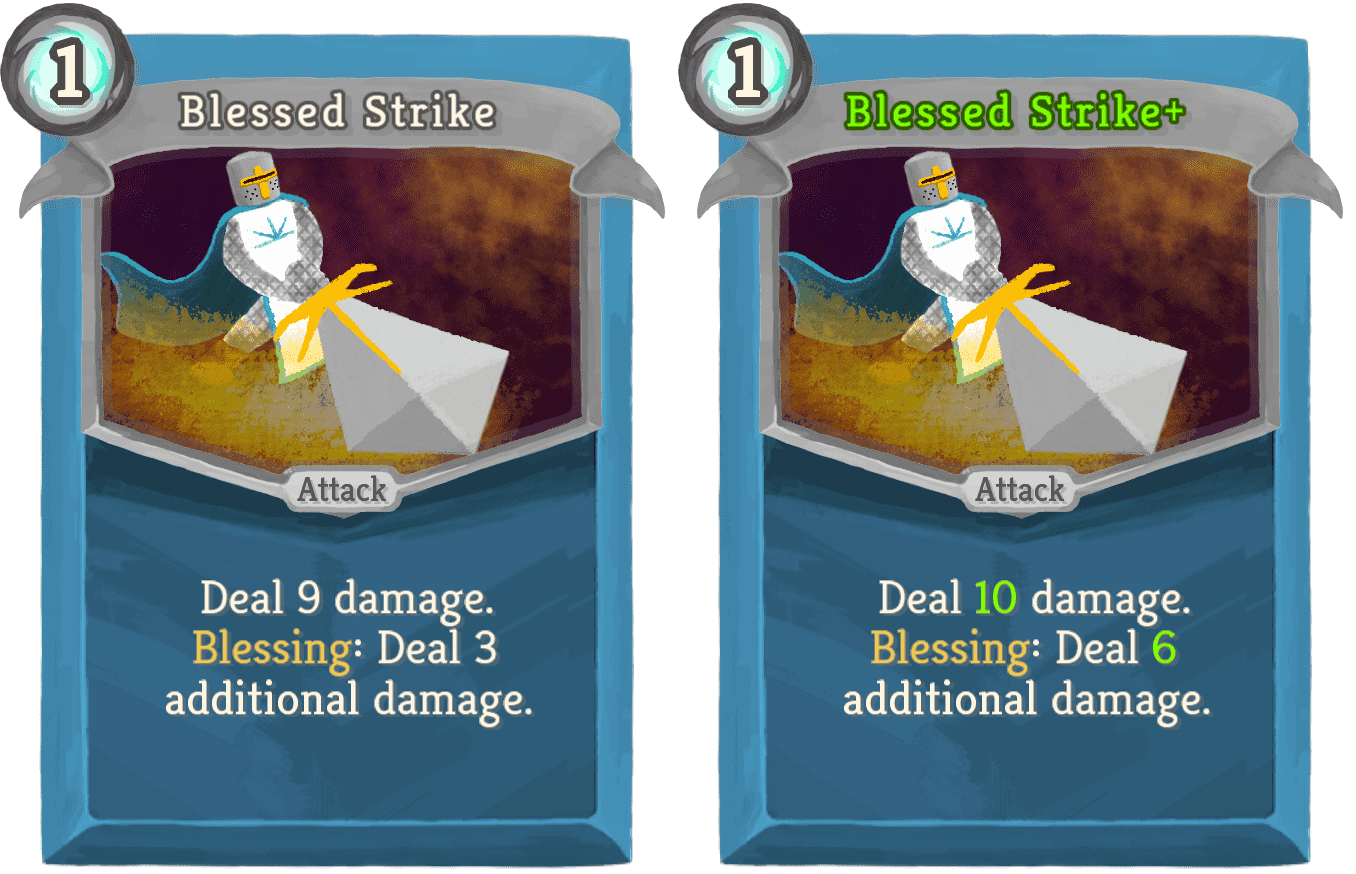 1
Blessed Strike
Attack
Deal 9 damage.
Blessing: Deal 3
additional damage.
1
Blessed Strike+
Attack
Deal 10 damage.
Blessing: Deal 6
additional damage.